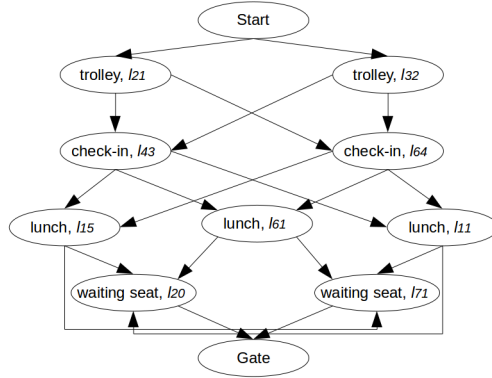 Start
trolley, l21
trolley, l32
check-in, l43
check-in, l64
lunch, l15
lunch, l61
lunch, l11
waiting seat, l20
waiting seat, l71
Gate